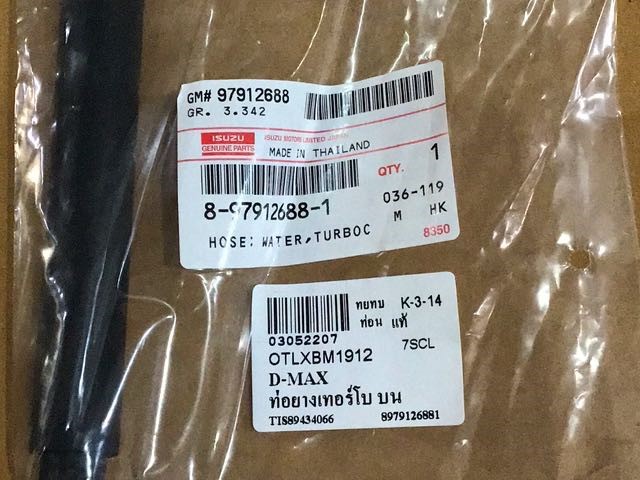 GM# 97912688
GR. 3.342
ISUZU
GENUINE PARTS
ISUZU MOTORS LIMITED JAPAN
MADE IN THAILAND
QTY. 1
8-97912688-1
036-119
M HK
HOSE: WATER, TURBOC
8350
ทยทบ K-3-14
ท่อน แท้
03052207
OTLXBM1912 7SCL
D-MAX
ท่อยางเทอร์โบ บน
TIS89434066 8979126881